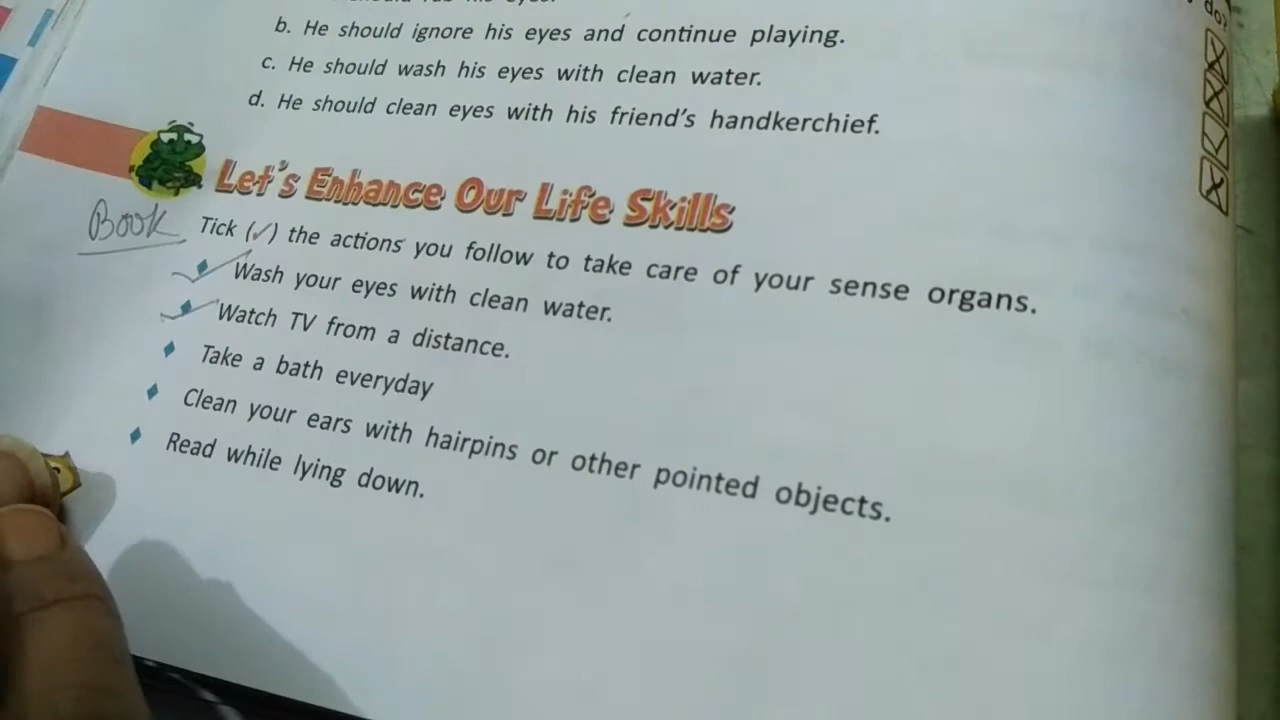 b. He should ignore his eyes and continue playing.
c. He should wash his eyes with clean water.
d. He should clean eyes with his friend's handkerchief.
Let's Enhance Our Life Skills
Book
Tick (✓) the actions you follow to take care of your sense organs.
Wash your eyes with clean water.
Watch TV from a distance.
Take a bath everyday
Clean your ears with hairpins or other pointed objects.
Read while lying down.
do?